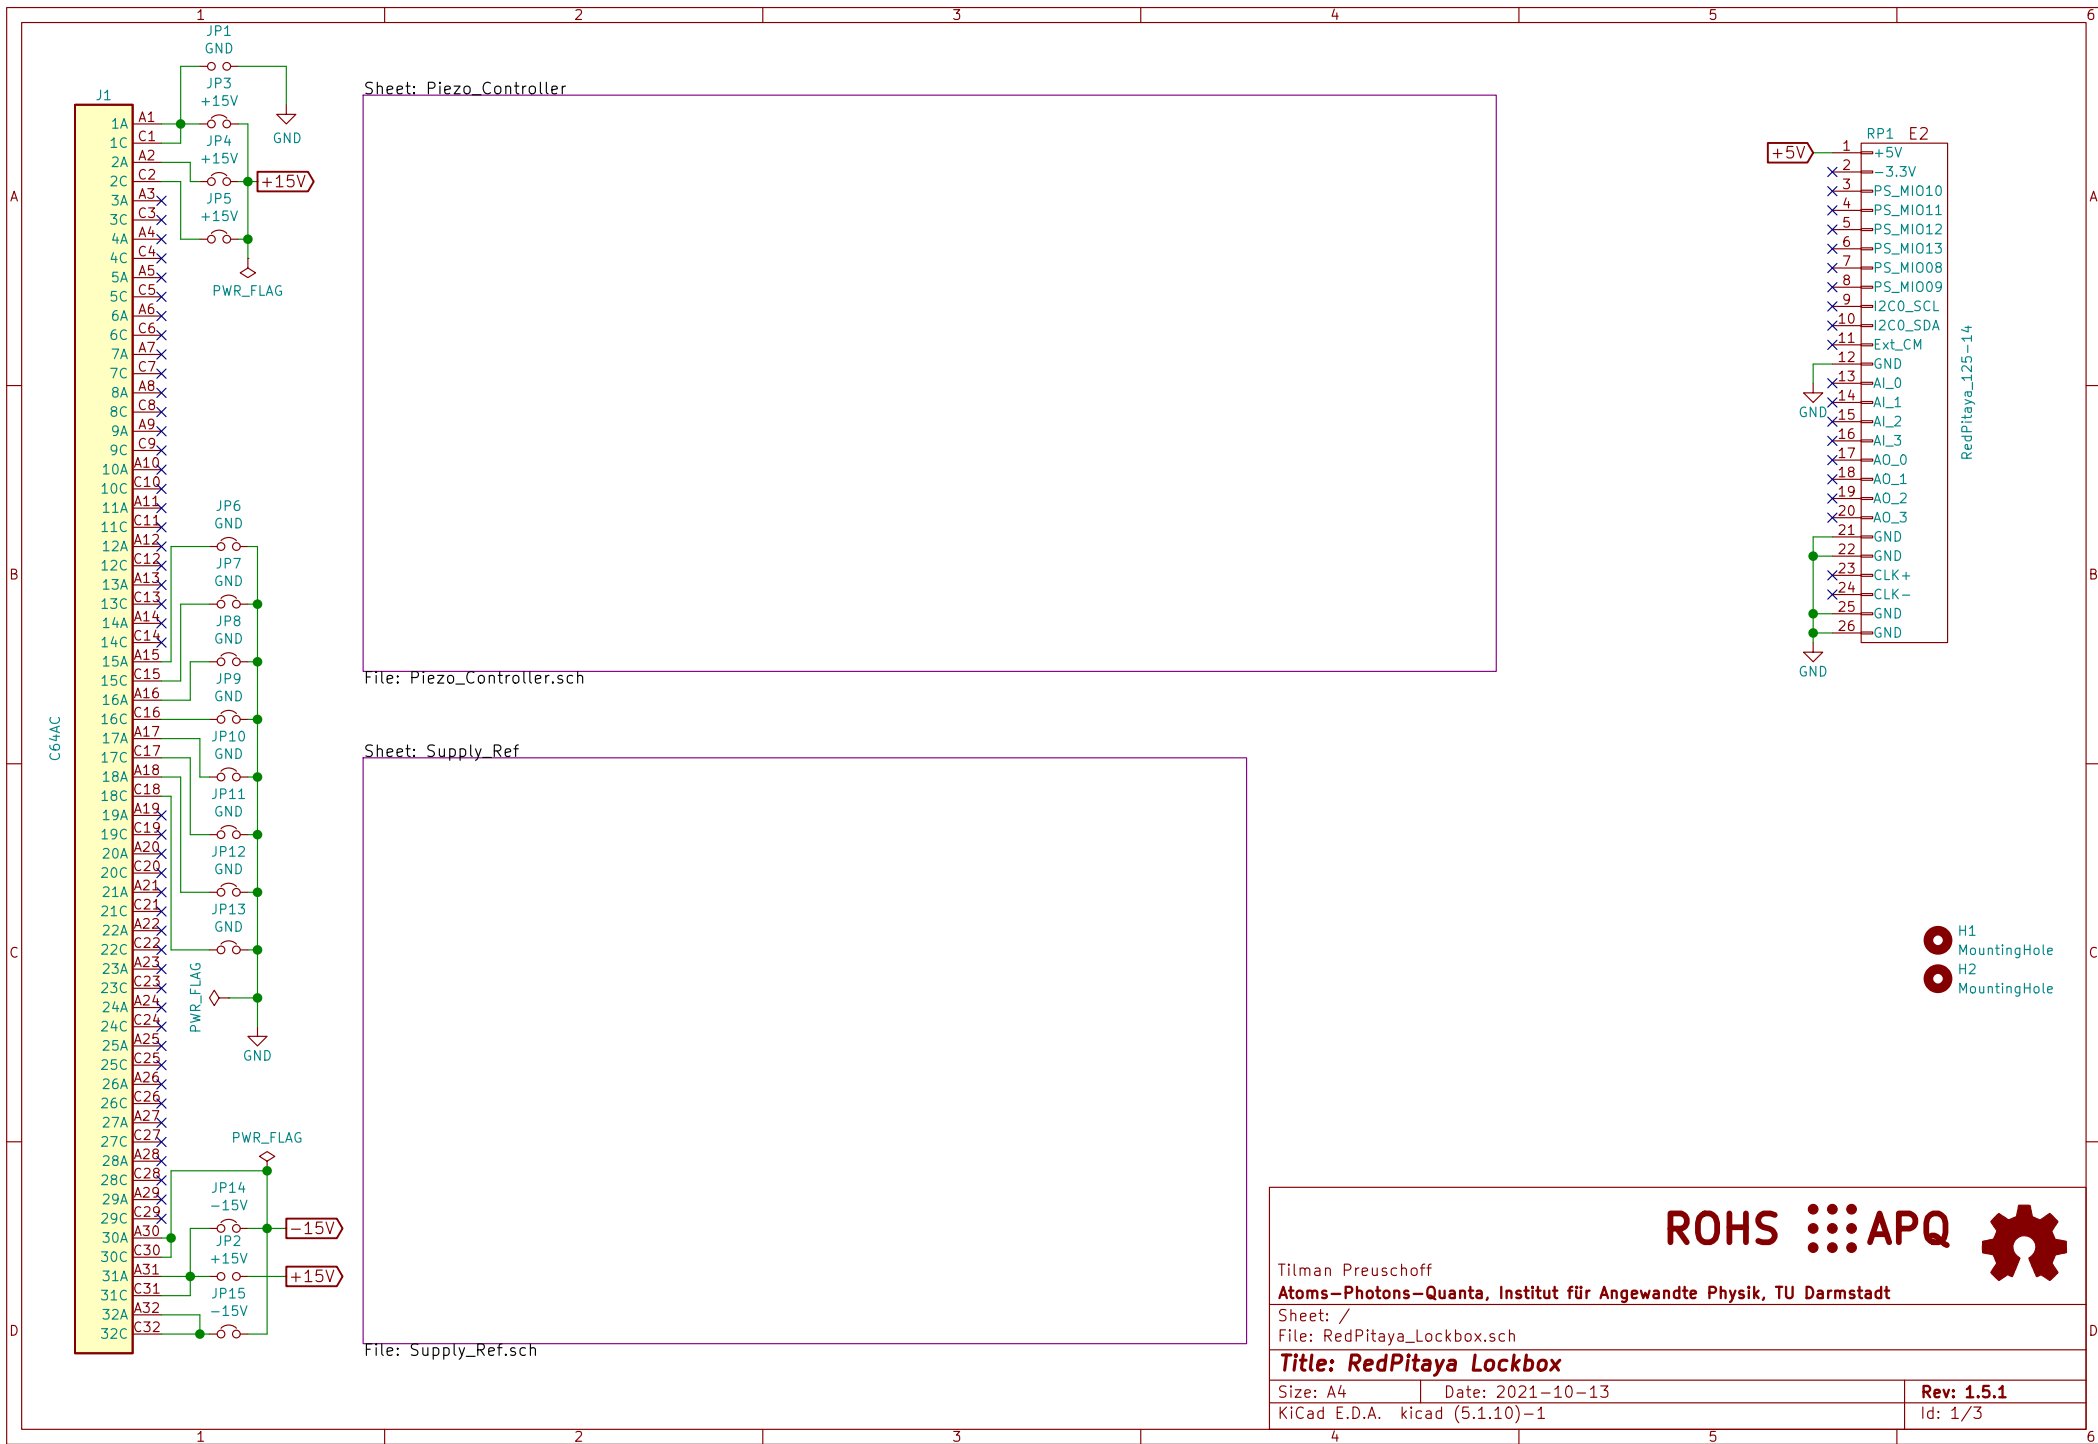 1 2 3 4 5 6
A
B
C
D
A
B
C
D
1 2 3 4 5 6
J1
C64AC
1A A1
1C C1
2A A2
2C C2
3A A3
3C C3
4A A4
4C C4
5A A5
5C C5
6A A6
6C C6
7A A7
7C C7
8A A8
8C C8
9A A9
9C C9
10A A10
10C C10
11A A11
11C C11
12A A12
12C C12
13A A13
13C C13
14A A14
14C C14
15A A15
15C C15
16A A16
16C C16
17A A17
17C C17
18A A18
18C C18
19A A19
19C C19
20A A20
20C C20
21A A21
21C C21
22A A22
22C C22
23A A23
23C C23
24A A24
24C C24
25A A25
25C C25
26A A26
26C C26
27A A27
27C C27
28A A28
28C C28
29A A29
29C C29
30A A30
30C C30
31A A31
31C C31
32A A32
32C C32
JP1
GND
JP3
+15V
GND
JP4
+15V
+15V
JP5
+15V
PWR_FLAG
JP6
GND
JP7
GND
JP8
GND
JP9
GND
JP10
GND
JP11
GND
JP12
GND
JP13
GND
PWR_FLAG
GND
PWR_FLAG
JP14
-15V
-15V
JP2
+15V
+15V
JP15
-15V
Sheet: Piezo_Controller
File: Piezo_Controller.sch
Sheet: Supply_Ref
File: Supply_Ref.sch
RP1 E2
RedPitaya_125-14
+5V
1 +5V
2 -3.3V
3 PS_MIO10
4 PS_MIO11
5 PS_MIO12
6 PS_MIO13
7 PS_MIO08
8 PS_MIO09
9 I2C0_SCL
10 I2C0_SDA
11 Ext_CM
12 GND
13 AI_0
GND
14 AI_1
15 AI_2
16 AI_3
17 AO_0
18 AO_1
19 AO_2
20 AO_3
21 GND
22 GND
23 CLK+
24 CLK-
25 GND
26 GND
GND
H1
MountingHole
H2
MountingHole
ROHS APQ
Tilman Preuschoff
Atoms-Photons-Quanta, Institut für Angewandte Physik, TU Darmstadt
Sheet: /
File: RedPitaya_Lockbox.sch
Title: RedPitaya Lockbox
Size: A4 Date: 2021-10-13 Rev: 1.5.1
KiCad E.D.A. kicad (5.1.10)-1 Id: 1/3